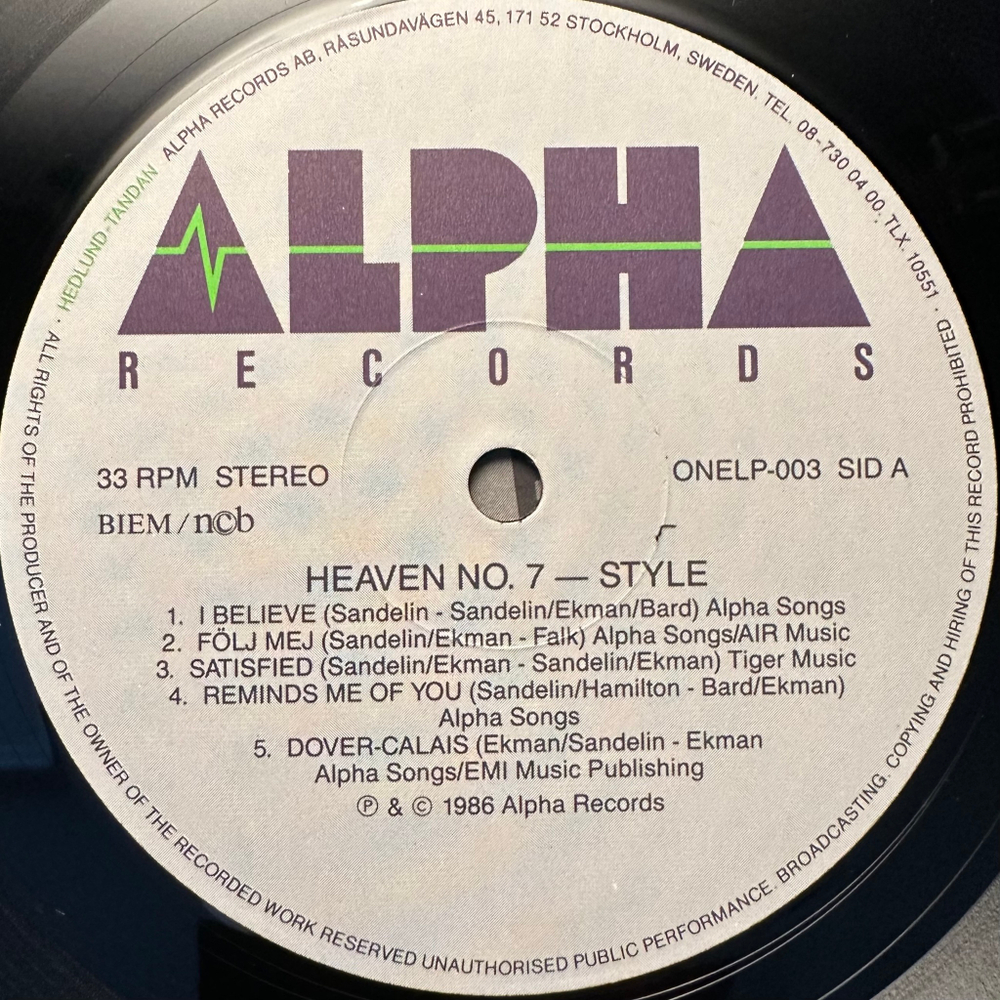 ALPHA RECORDS AB, RÅSUNDAVÄGEN 45, 171 52 STOCKHOLM, SWEDEN. TEL. 08-730 04 00. TLX. 10551 ·
ALL RIGHTS OF THE PRODUCER AND OF THE OWNER OF THE RECORDED WORK RESERVED UNAUTHORISED PUBLIC PERFORMANCE. BROADCASTING. COPYING AND HIRING OF THIS RECORD PROHIBITED
· HEDLUND-TANDAN
ALPHA
RECORDS
33 RPM STEREO
BIEM/n©b
ONELP-003 SID A
HEAVEN NO. 7 — STYLE
1. I BELIEVE (Sandelin - Sandelin/Ekman/Bard) Alpha Songs
2. FÖLJ MEJ (Sandelin/Ekman - Falk) Alpha Songs/AIR Music
3. SATISFIED (Sandelin/Ekman - Sandelin/Ekman) Tiger Music
4. REMINDS ME OF YOU (Sandelin/Hamilton - Bard/Ekman)
Alpha Songs
5. DOVER-CALAIS (Ekman/Sandelin - Ekman
Alpha Songs/EMI Music Publishing
Ⓟ & © 1986 Alpha Records